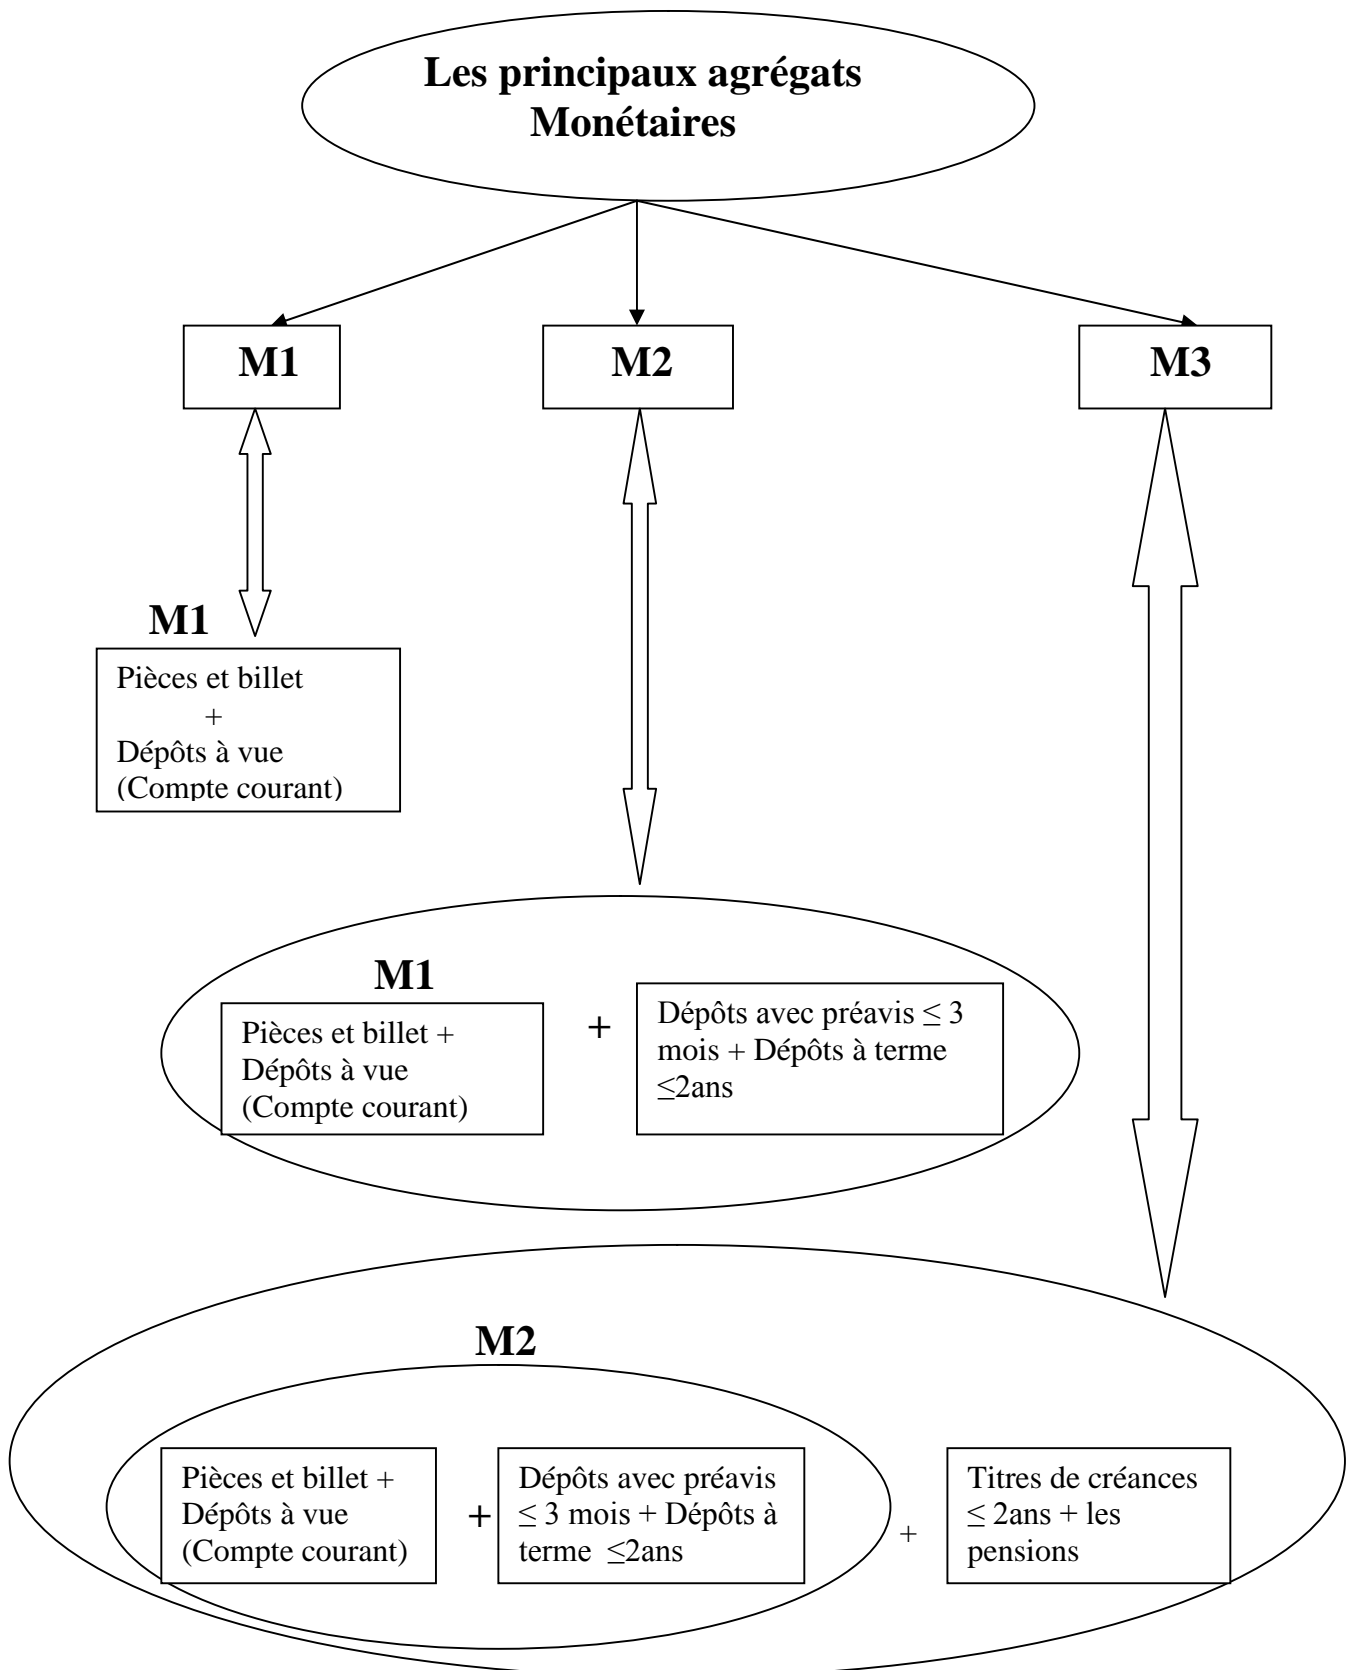 Les principaux agrégats
Monétaires
M1
M2
M3
M1
Pièces et billet
+
Dépôts à vue
(Compte courant)
M1
Pièces et billet +
Dépôts à vue
(Compte courant)
+
Dépôts avec préavis ≤ 3
mois + Dépôts à terme
≤2ans
M2
Pièces et billet +
Dépôts à vue
(Compte courant)
+
Dépôts avec préavis
≤ 3 mois + Dépôts à
terme ≤2ans
+
Titres de créances
≤ 2ans + les
pensions